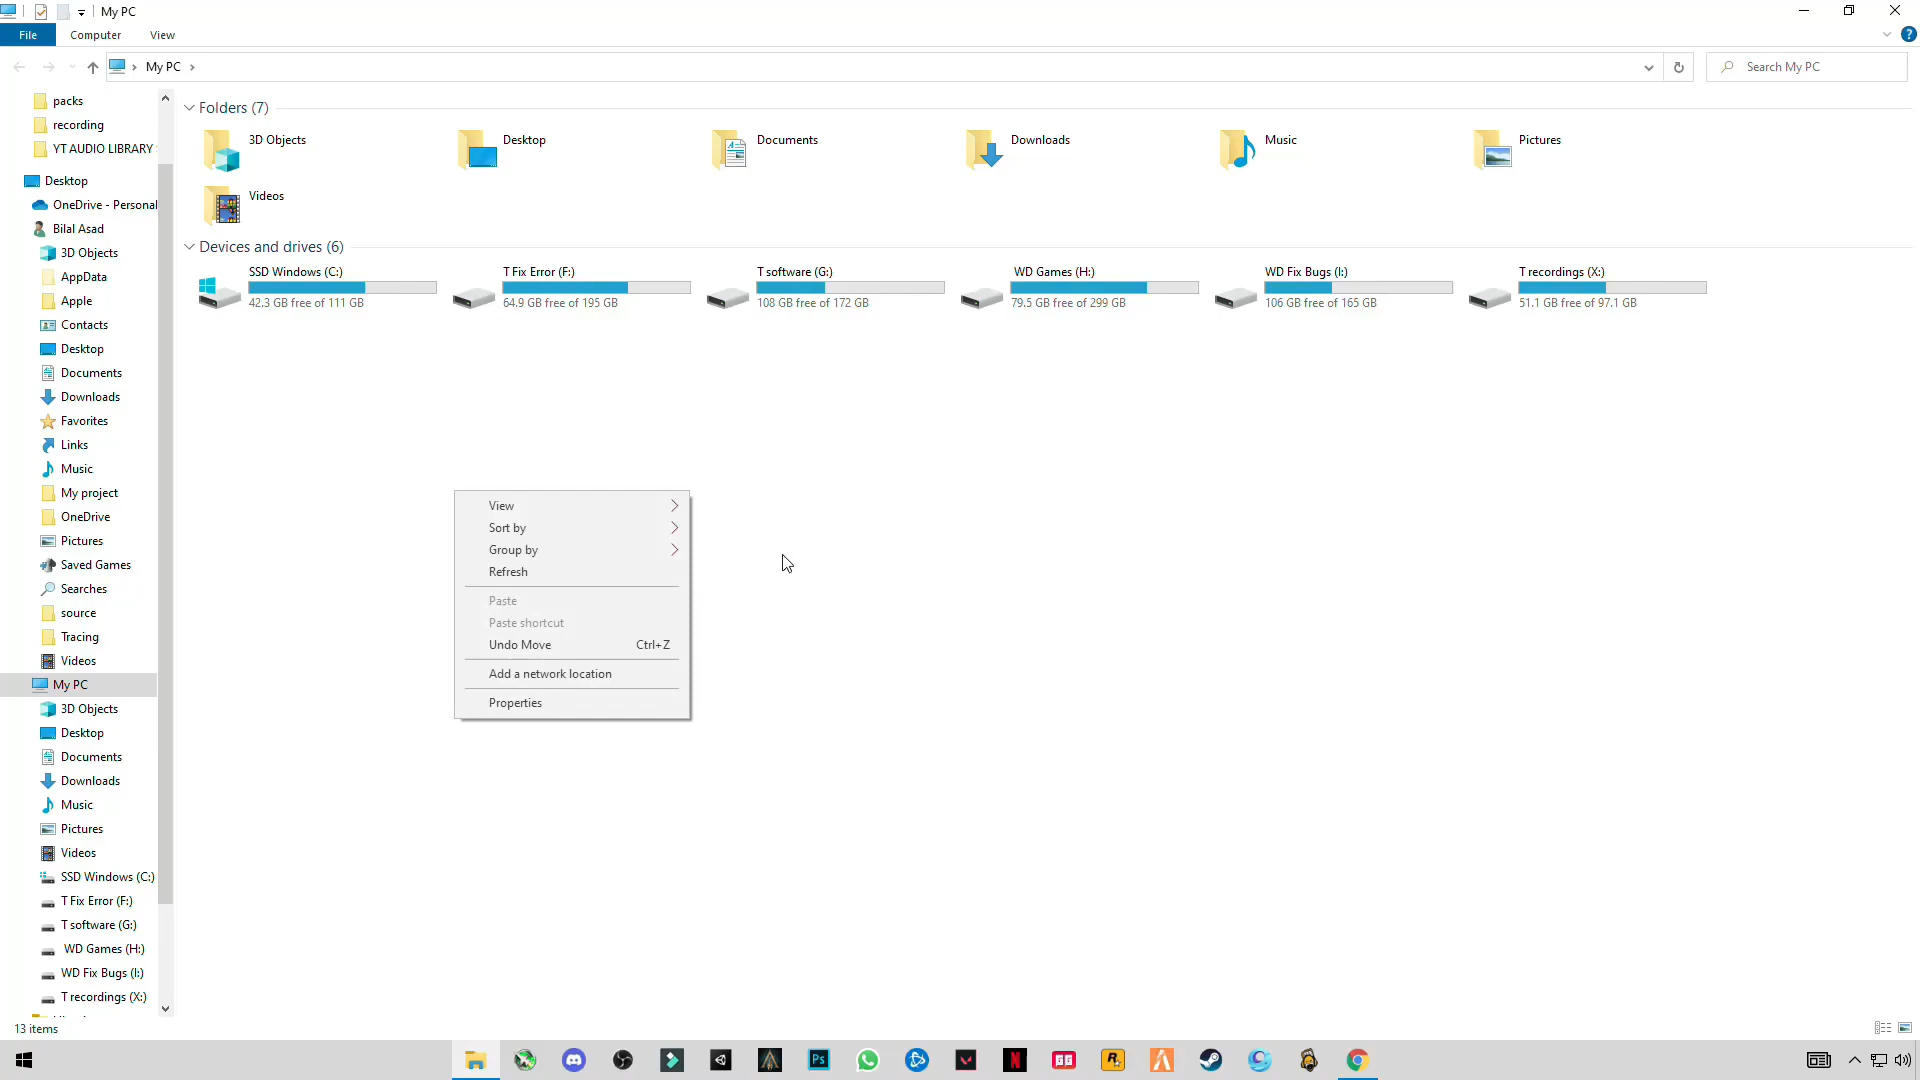 My PC
File
Computer
View
My PC
Search My PC
packs
recording
YT AUDIO LIBRARY
Desktop
OneDrive - Personal
Bilal Asad
3D Objects
AppData
Apple
Contacts
Desktop
Documents
Downloads
Favorites
Links
Music
My project
OneDrive
Pictures
Saved Games
Searches
source
Tracing
Videos
My PC
3D Objects
Desktop
Documents
Downloads
Music
Pictures
Videos
SSD Windows (C:)
T Fix Error (F:)
T software (G:)
WD Games (H:)
WD Fix Bugs (I:)
T recordings (X:)
Folders (7)
3D Objects
Desktop
Documents
Downloads
Music
Pictures
Videos
Devices and drives (6)
SSD Windows (C:)
42.3 GB free of 111 GB
T Fix Error (F:)
64.9 GB free of 195 GB
T software (G:)
108 GB free of 172 GB
WD Games (H:)
79.5 GB free of 299 GB
WD Fix Bugs (I:)
106 GB free of 165 GB
T recordings (X:)
51.1 GB free of 97.1 GB
View
Sort by
Group by
Refresh
Paste
Paste shortcut
Undo Move Ctrl+Z
Add a network location
Properties
13 items
Ps